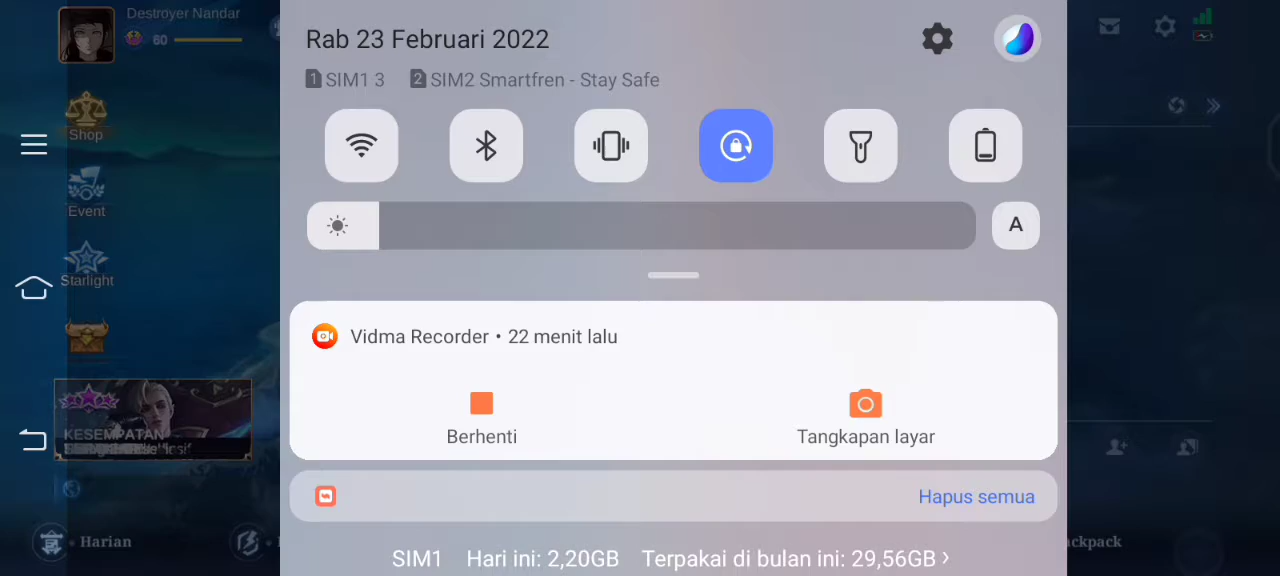 Destroyer Nandar
60
Rab 23 Februari 2022
1 SIM1 3 2 SIM2 Smartfren - Stay Safe
Shop
Event
A
Starlight
Vidma Recorder • 22 menit lalu
KESEMPATAN
Berhenti
Tangkapan layar
Hapus semua
Harian
ckpack
SIM1 Hari ini: 2,20GB Terpakai di bulan ini: 29,56GB ›